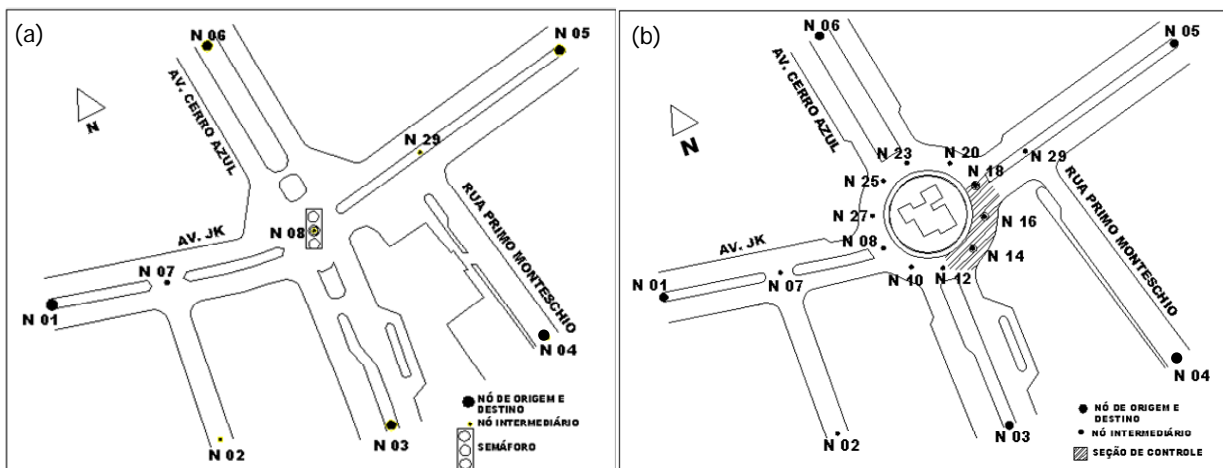 (a)
N 06
N 05
AV. CERRO AZUL
N
N 29
RUA PRIMO MONTESCHIO
N 08
AV. JK
N 07
N 01
N 04
N 03
N 02
NÓ DE ORIGEM E
DESTINO
NÓ INTERMEDIÁRIO
SEMÁFORO
(b)
N 06
N 05
AV. CERRO AZUL
N
N 23
N 20
N 29
N 18
N 25
RUA PRIMO MONTESCHIO
N 27
N 16
AV. JK
N 08
N 14
N 07
N 10
N 12
N 01
N 04
N 03
N 02
NÓ DE ORIGEM E
DESTINO
NÓ INTERMEDIÁRIO
SEÇÃO DE CONTROLE